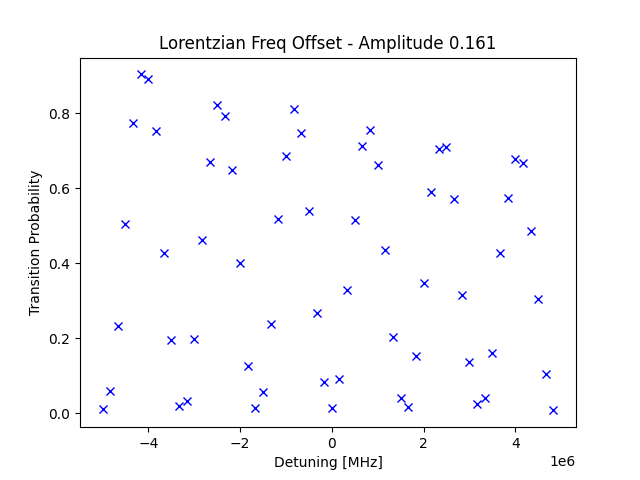 Lorentzian Freq Offset - Amplitude 0.161
Transition Probability
0.8
0.6
0.4
0.2
0.0
−4
−2
0
2
4
1e6
Detuning [MHz]